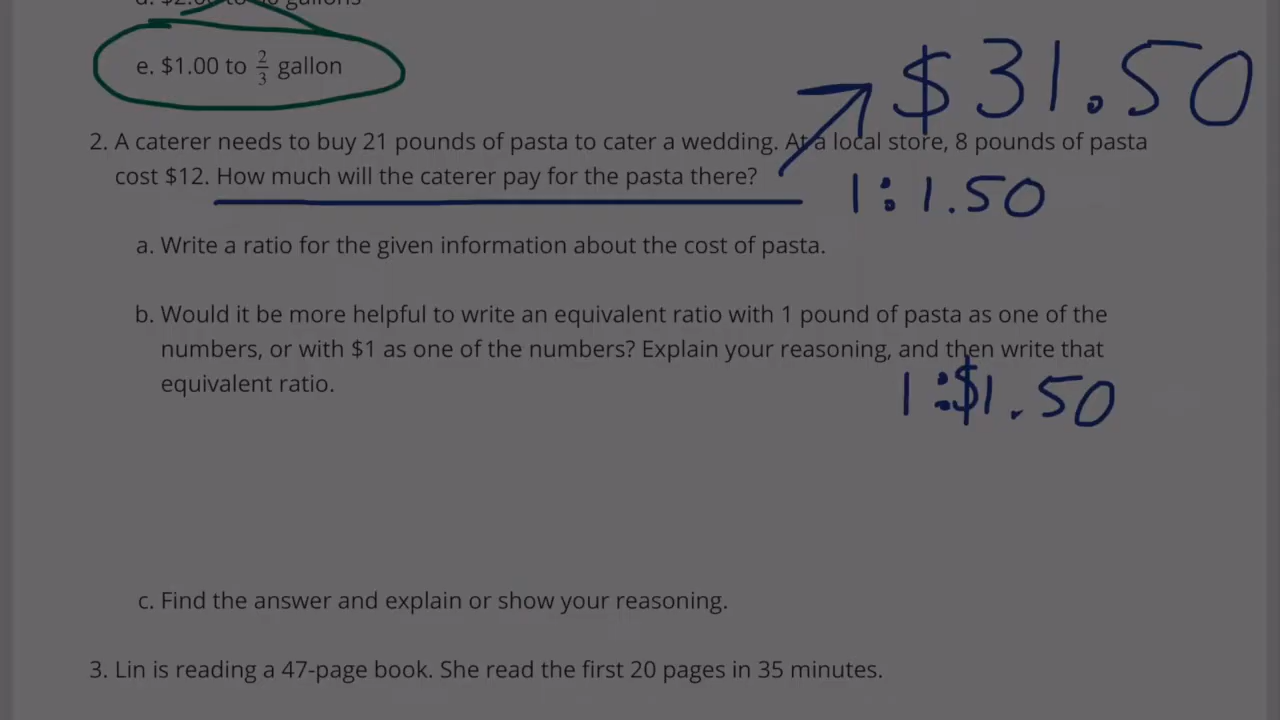 gallons
e. $1.00 to 2/3 gallon
$31.50
2. A caterer needs to buy 21 pounds of pasta to cater a wedding. At a local store, 8 pounds of pasta
cost $12. How much will the caterer pay for the pasta there?
1:1.50
a. Write a ratio for the given information about the cost of pasta.
b. Would it be more helpful to write an equivalent ratio with 1 pound of pasta as one of the
numbers, or with $1 as one of the numbers? Explain your reasoning, and then write that
equivalent ratio.
1:$1.50
c. Find the answer and explain or show your reasoning.
3. Lin is reading a 47-page book. She read the first 20 pages in 35 minutes.